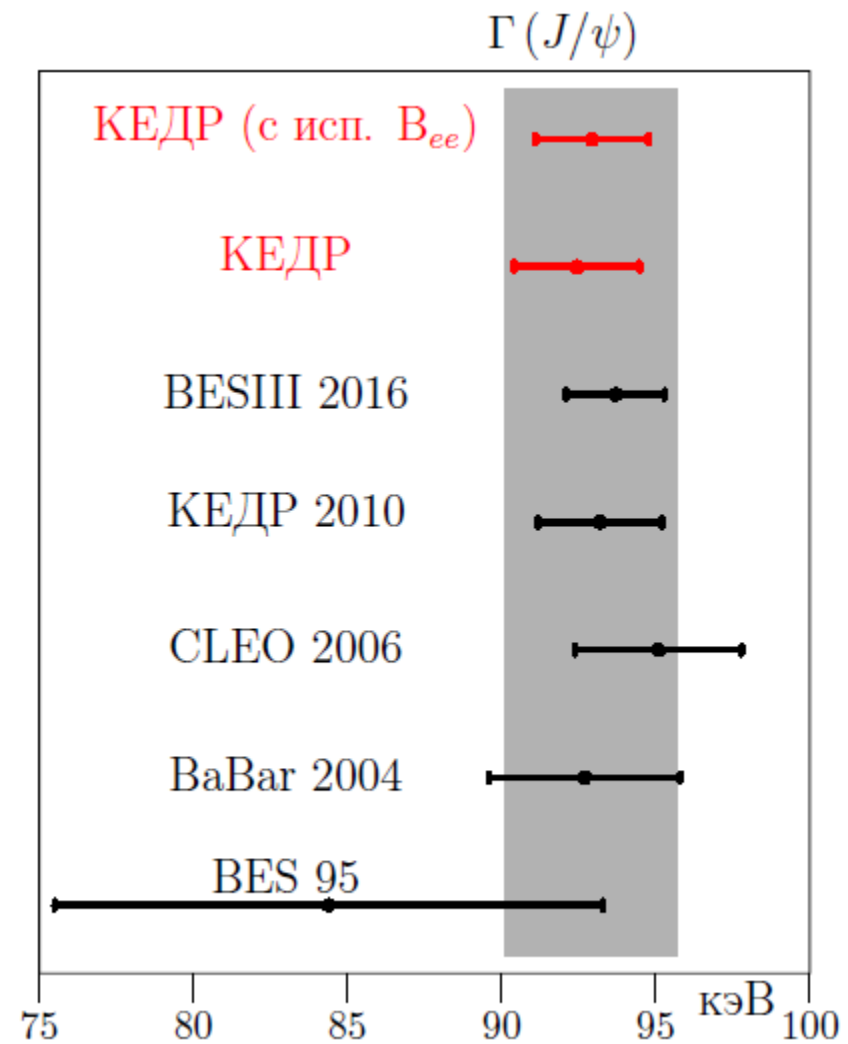 Γ (J/ψ)
КЕДР (с исп. B_ee)
КЕДР
BESIII 2016
КЕДР 2010
CLEO 2006
BaBar 2004
BES 95
кэВ
75 80 85 90 95 100